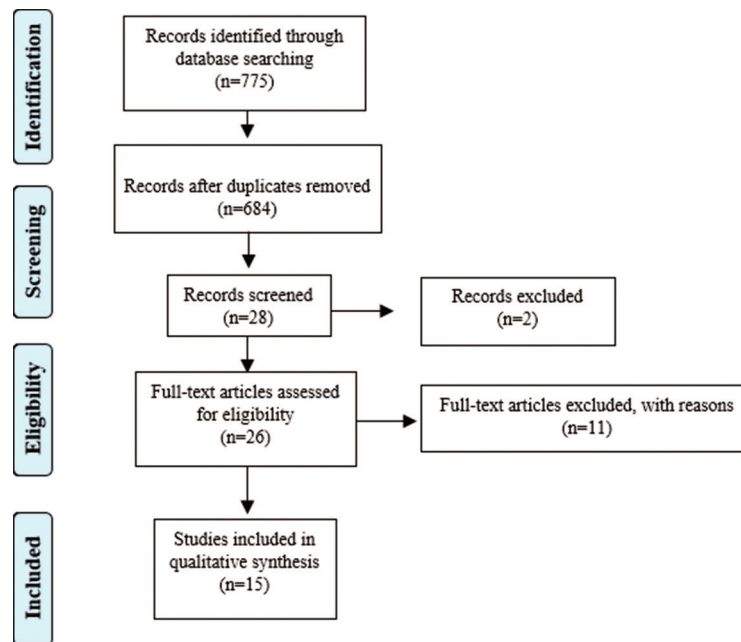 Identification
Records identified through
database searching
(n=775)
Records after duplicates removed
(n=684)
Screening
Records screened
(n=28)
Records excluded
(n=2)
Eligibility
Full-text articles assessed
for eligibility
(n=26)
Full-text articles excluded, with reasons
(n=11)
Included
Studies included in
qualitative synthesis
(n=15)